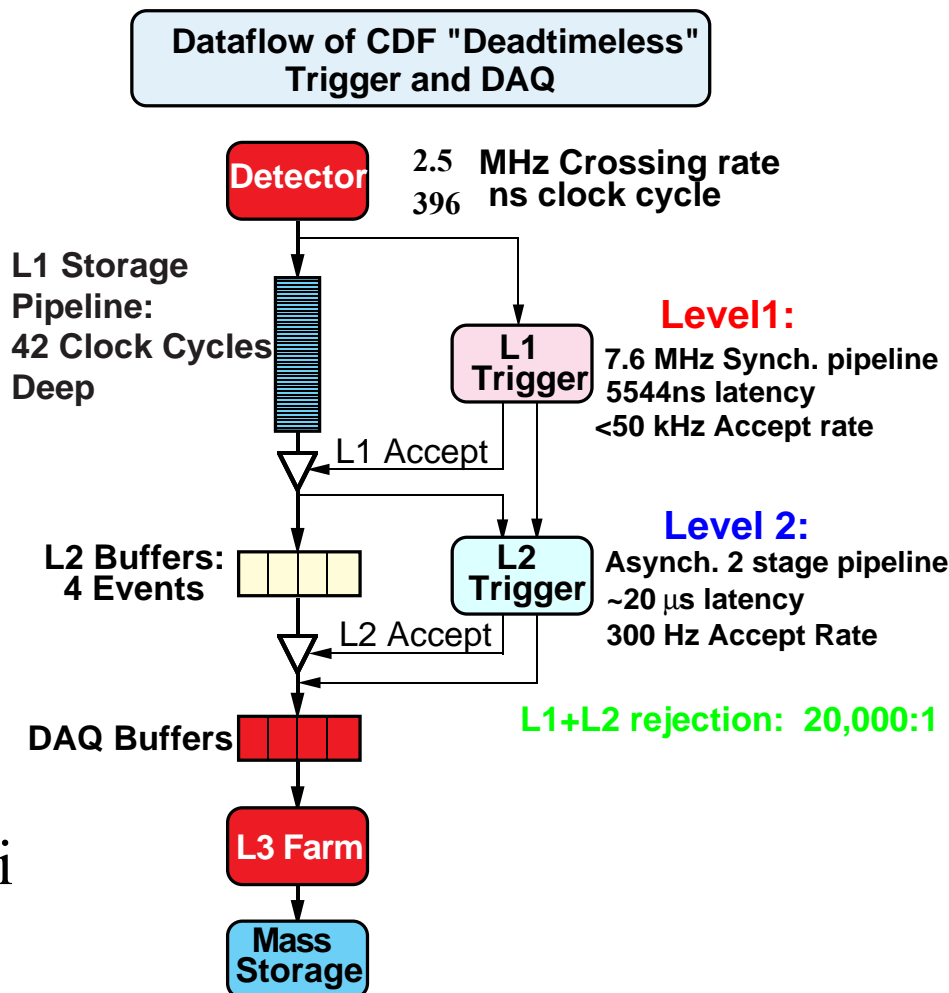 Dataflow of CDF "Deadtimeless"
Trigger and DAQ
Detector
2.5 MHz Crossing rate
396 ns clock cycle
L1 Storage
Pipeline:
42 Clock Cycles
Deep
L1
Trigger
Level1:
7.6 MHz Synch. pipeline
5544ns latency
<50 kHz Accept rate
L1 Accept
L2 Buffers:
4 Events
L2
Trigger
Level 2:
Asynch. 2 stage pipeline
~20 μs latency
300 Hz Accept Rate
L2 Accept
DAQ Buffers
L1+L2 rejection: 20,000:1
L3 Farm
i
Mass
Storage